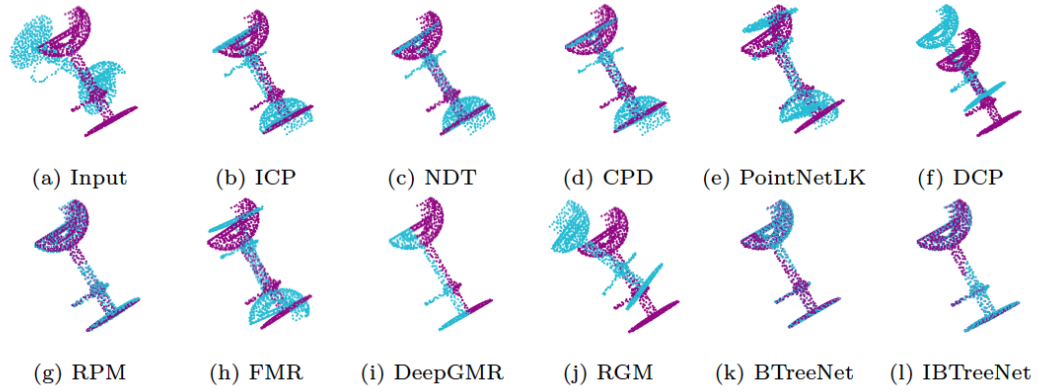 (a) Input (b) ICP (c) NDT (d) CPD (e) PointNetLK (f) DCP
(g) RPM (h) FMR (i) DeepGMR (j) RGM (k) BTreeNet (l) IBTreeNet